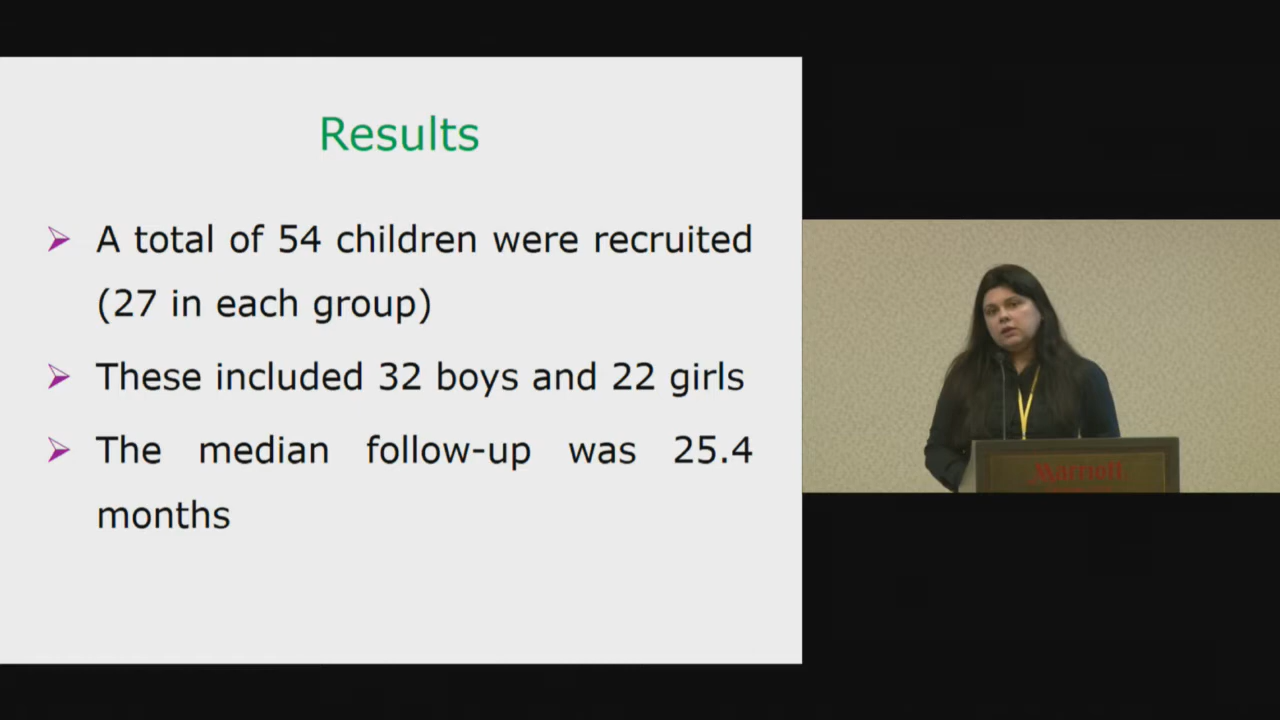 Results
➢ A total of 54 children were recruited
(27 in each group)
➢ These included 32 boys and 22 girls
➢ The median follow-up was 25.4
months
Marriott